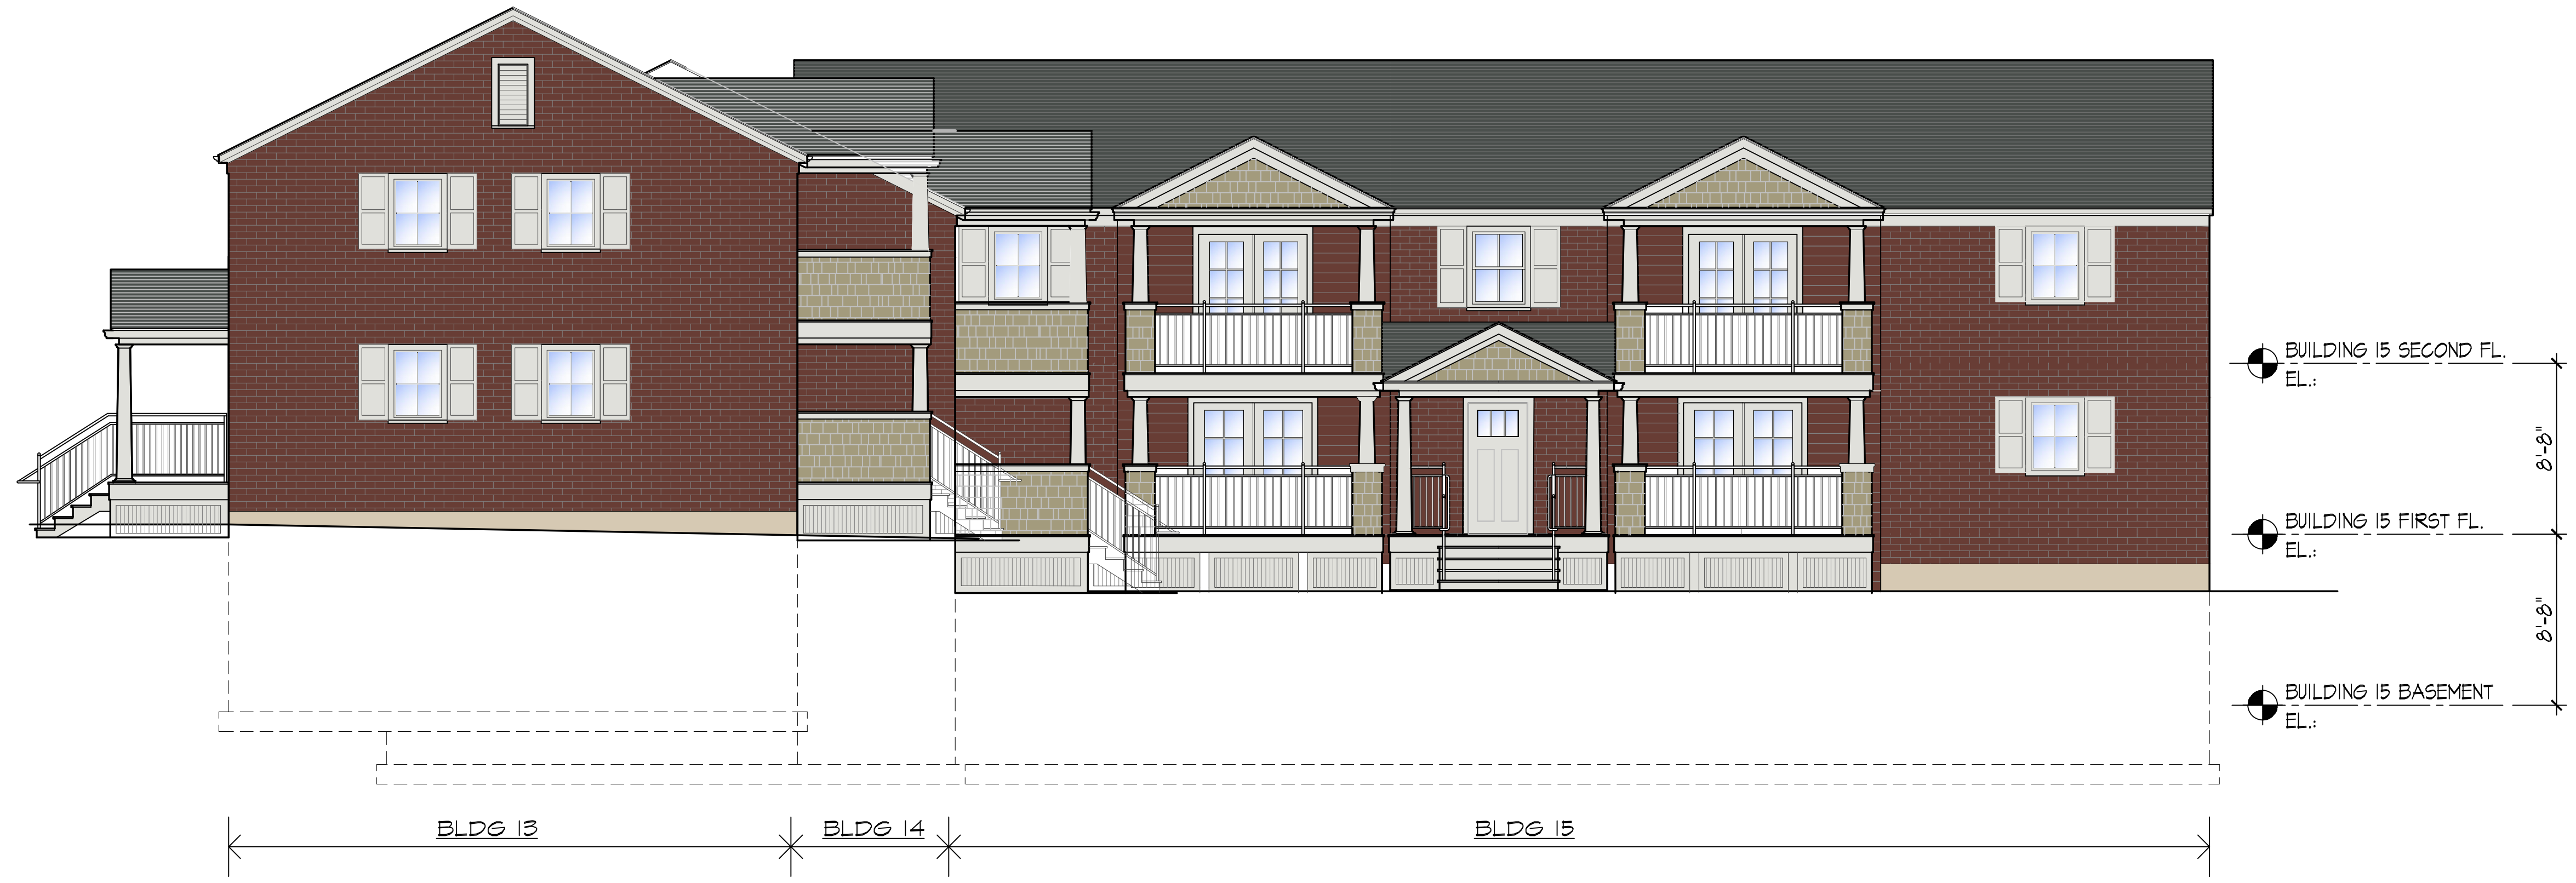 BUILDING 15 SECOND FL.
EL.:
8'-8"
BUILDING 15 FIRST FL.
EL.:
8'-8"
BUILDING 15 BASEMENT
EL.:
BLDG 13
BLDG 14
BLDG 15